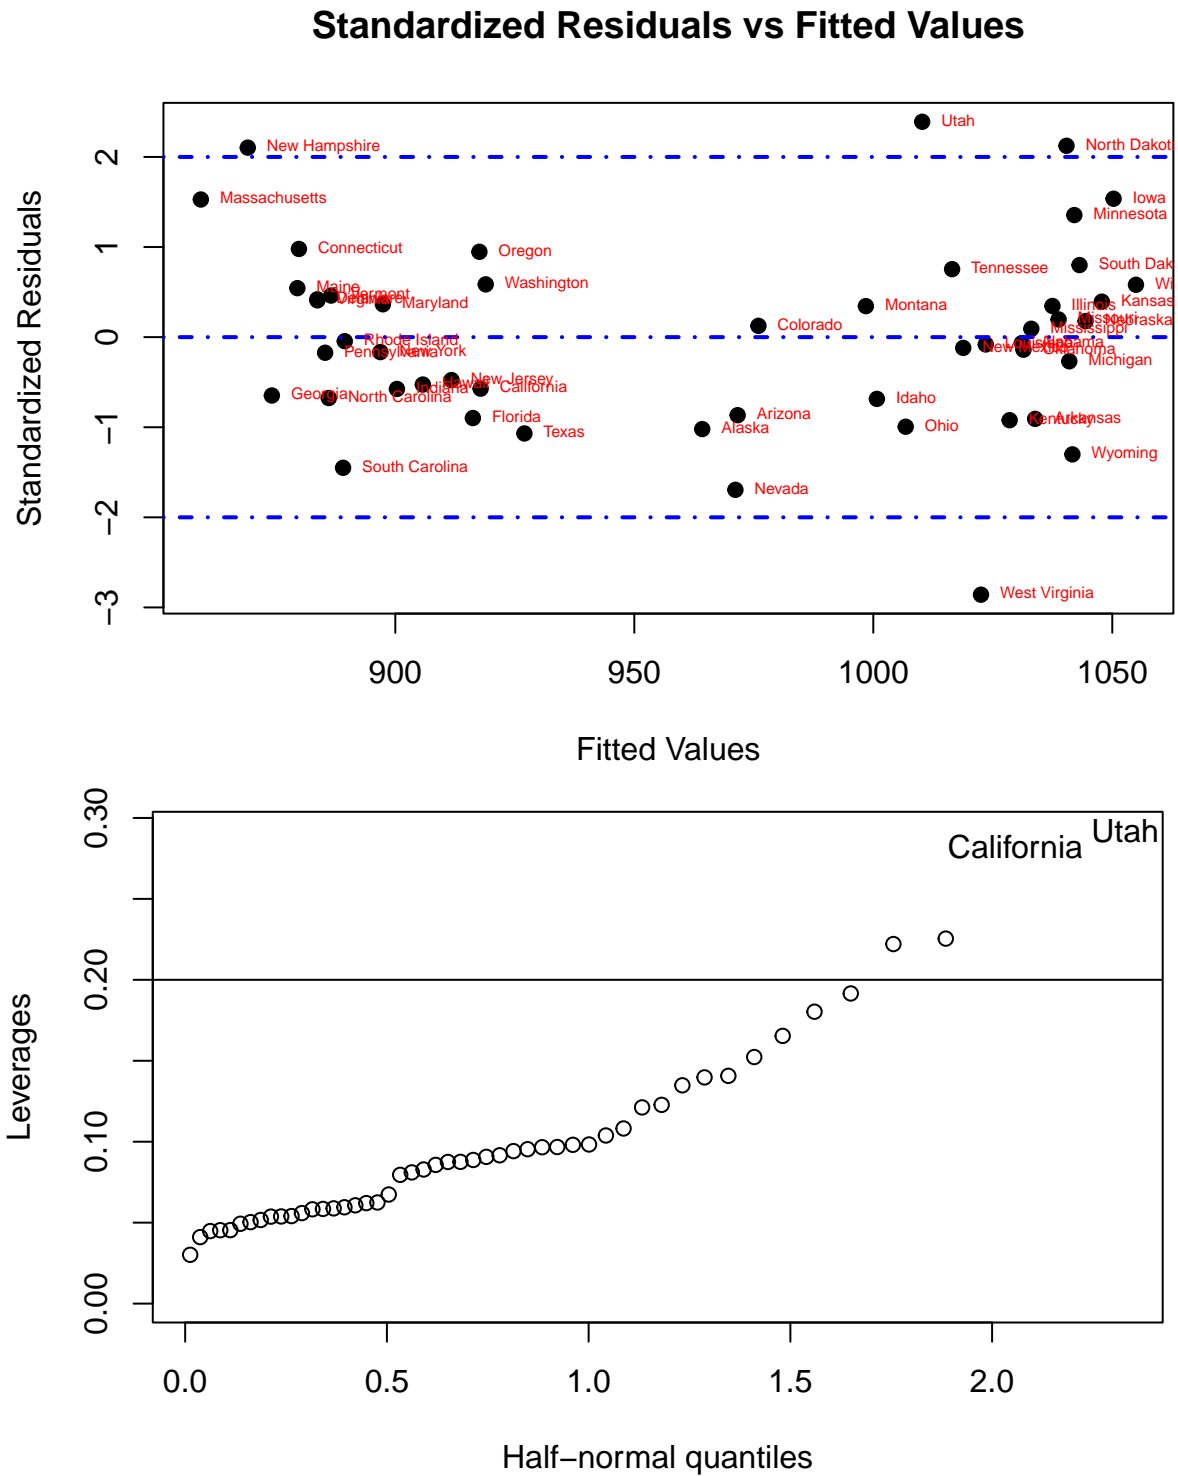 Standardized Residuals vs Fitted Values
Standardized Residuals
2
1
0
−1
−2
−3
Utah
New Hampshire
North Dakot
Massachusetts
Iowa
Minnesota
Connecticut
Oregon
South Dak
Tennessee
Washington
Wi
Maine
Vermont
Maryland
Kansas
Montana
Illinois
Missouri
Nebraska
Colorado
Mississippi
Rhode Island
Pennsylvania
New York
Louisiana
Alabama
New Mexico
Oklahoma
Michigan
New Jersey
Hawaii
Indiana
California
Georgia
North Carolina
Idaho
Florida
Arizona
Kentucky
Arkansas
Texas
Alaska
Ohio
Wyoming
South Carolina
Nevada
West Virginia
900
950
1000
1050
Fitted Values
Leverages
0.30
0.20
0.10
0.00
Utah
California
0.0
0.5
1.0
1.5
2.0
Half−normal quantiles